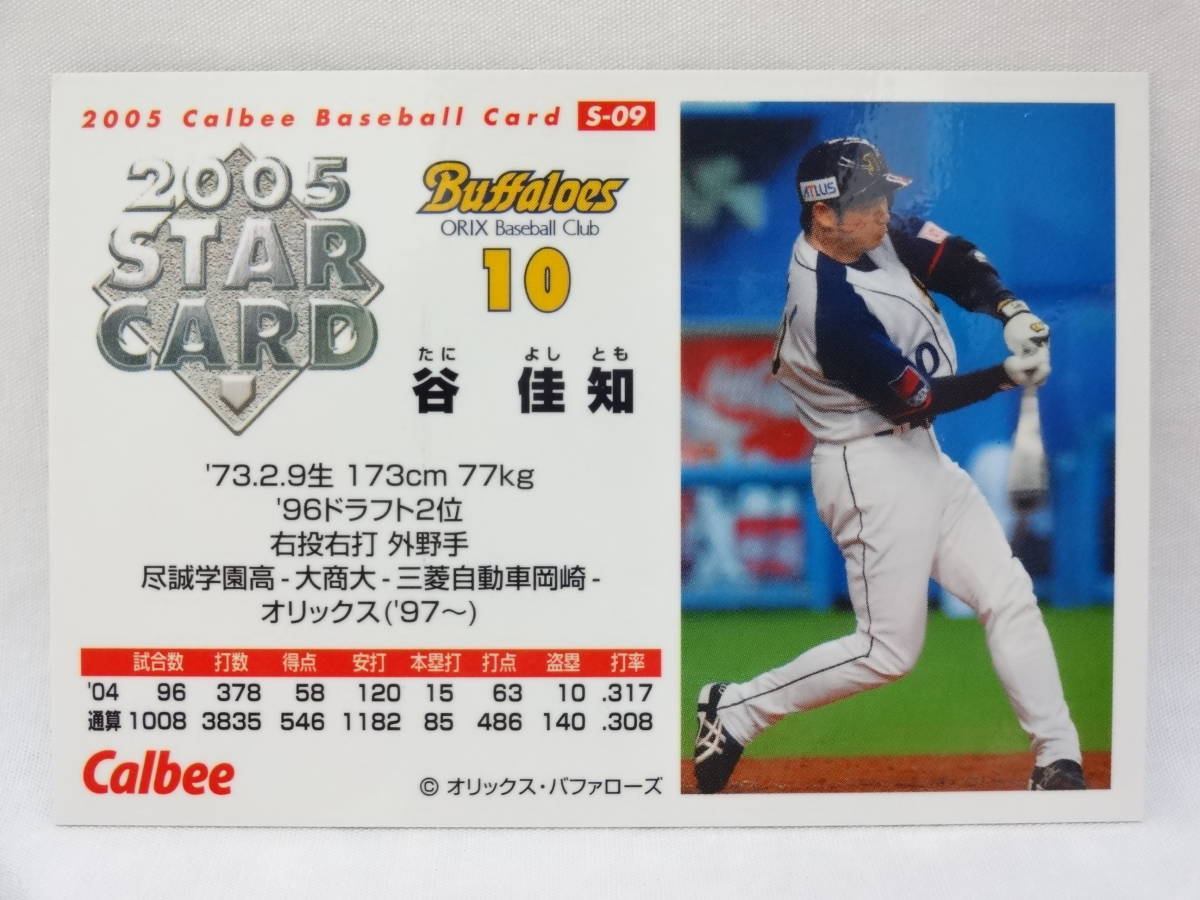 2005 Calbee Baseball Card S-09
2005
STAR
CARD
Buffaloes
ORIX Baseball Club
10
たに よし とも
谷 佳 知
'73.2.9生 173cm 77kg
'96ドラフト2位
右投右打 外野手
尽誠学園高 - 大商大 - 三菱自動車岡崎 -
オリックス('97～)
試合数 打数 得点 安打 本塁打 打点 盗塁 打率
'04 96 378 58 120 15 63 10 .317
通算 1008 3835 546 1182 85 486 140 .308
Calbee
© オリックス・バファローズ
ATLUS